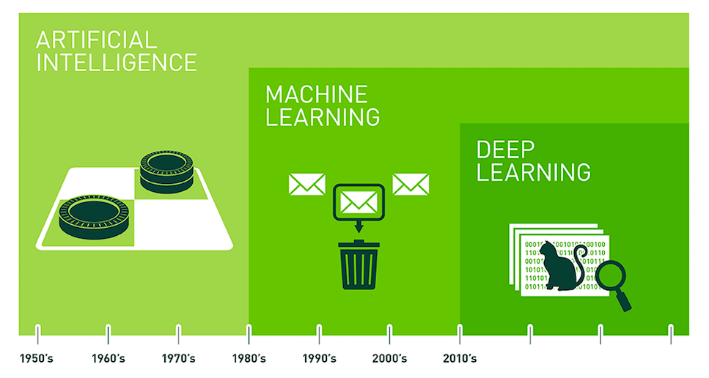 ARTIFICIAL
INTELLIGENCE
MACHINE
LEARNING
DEEP
LEARNING
1950's 1960's 1970's 1980's 1990's 2000's 2010's